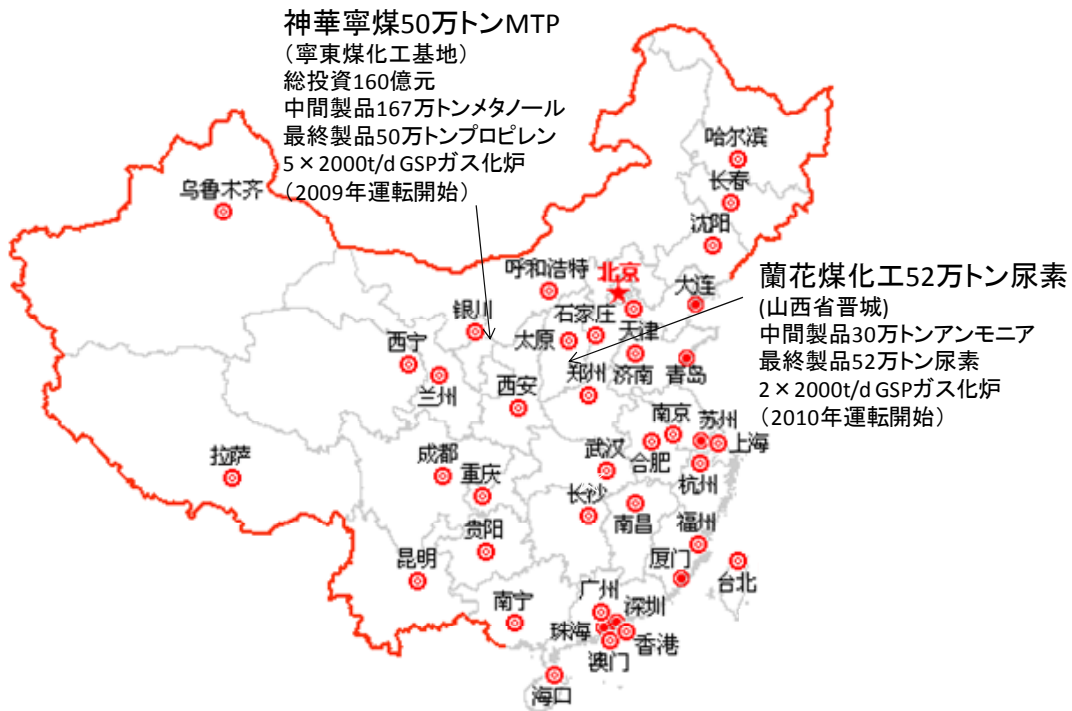 神華寧煤50万トンMTP
（寧東煤化工基地）
総投資160億元
中間製品167万トンメタノール
最終製品50万トンプロピレン
5×2000t/d GSPガス化炉
（2009年運転開始）
蘭花煤化工52万トン尿素
(山西省晋城)
中間製品30万トンアンモニア
最終製品52万トン尿素
2×2000t/d GSPガス化炉
（2010年運転開始）
哈尔滨
长春
乌鲁木齐
沈阳
呼和浩特
北京
大连
银川
石家庄
天津
太原
西宁
兰州
济南
青岛
郑州
西安
南京
苏州
上海
合肥
武汉
杭州
拉萨
成都
重庆
长沙
南昌
福州
贵阳
昆明
厦门
台北
广州
深圳
南宁
珠海
香港
澳门
海口